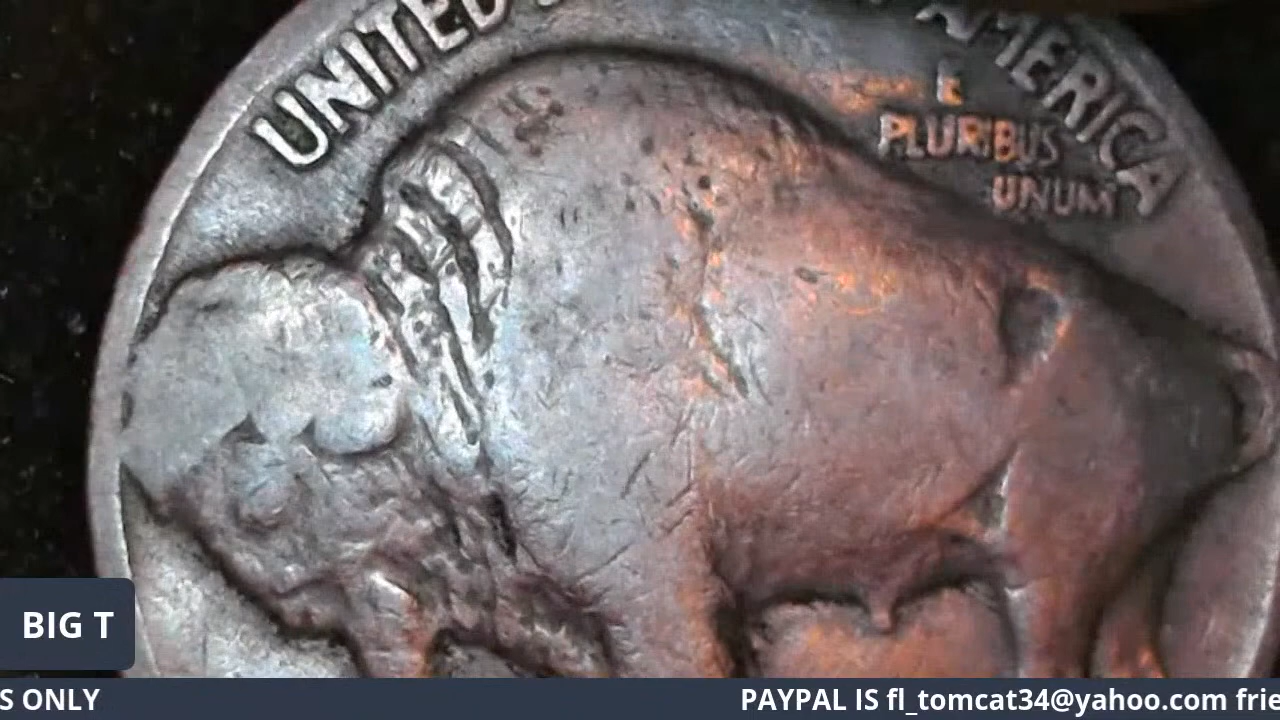 UNITED AMERICA
E
PLURIBUS
UNUM
BIG T
S ONLY PAYPAL IS fl_tomcat34@yahoo.com frie